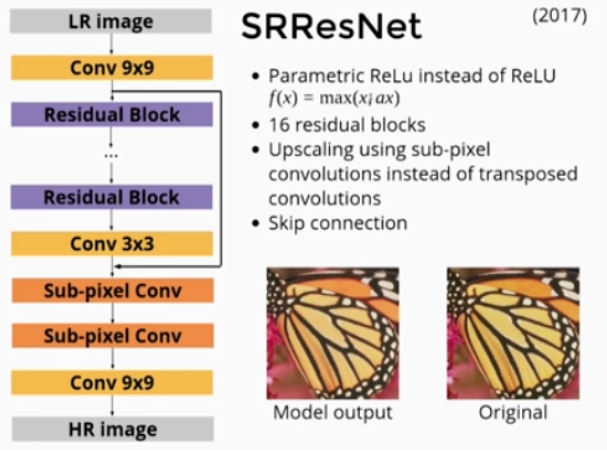 LR image
Conv 9x9
Residual Block
...
Residual Block
Conv 3x3
Sub-pixel Conv
Sub-pixel Conv
Conv 9x9
HR image
SRResNet
(2017)
• Parametric ReLu instead of ReLU
f(x) = max(x, ax)
• 16 residual blocks
• Upscaling using sub-pixel
convolutions instead of transposed
convolutions
• Skip connection
Model output
Original